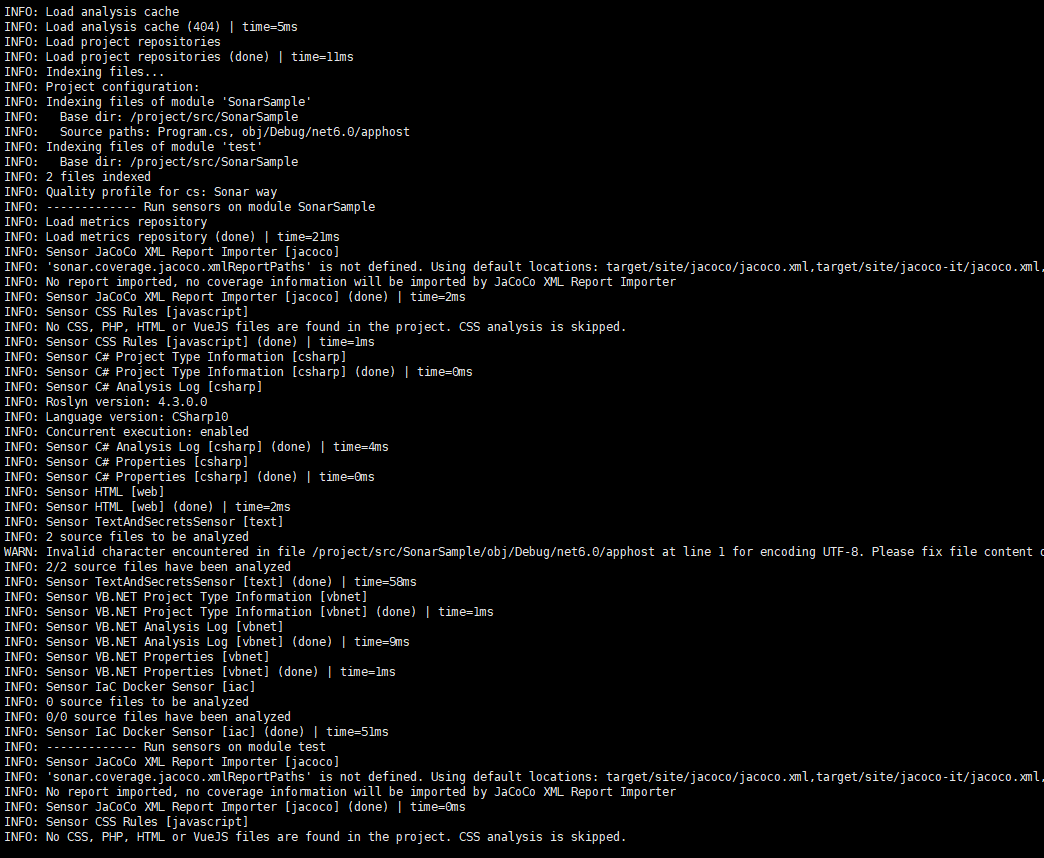 INFO: Load analysis cache
INFO: Load analysis cache (404) | time=5ms
INFO: Load project repositories
INFO: Load project repositories (done) | time=11ms
INFO: Indexing files...
INFO: Project configuration:
INFO: Indexing files of module 'SonarSample'
INFO:   Base dir: /project/src/SonarSample
INFO:   Source paths: Program.cs, obj/Debug/net6.0/apphost
INFO: Indexing files of module 'test'
INFO:   Base dir: /project/src/SonarSample
INFO: 2 files indexed
INFO: Quality profile for cs: Sonar way
INFO: ------------- Run sensors on module SonarSample
INFO: Load metrics repository
INFO: Load metrics repository (done) | time=21ms
INFO: Sensor JaCoCo XML Report Importer [jacoco]
INFO: 'sonar.coverage.jacoco.xmlReportPaths' is not defined. Using default locations: target/site/jacoco/jacoco.xml,target/site/jacoco-it/jacoco.xml,
INFO: No report imported, no coverage information will be imported by JaCoCo XML Report Importer
INFO: Sensor JaCoCo XML Report Importer [jacoco] (done) | time=2ms
INFO: Sensor CSS Rules [javascript]
INFO: No CSS, PHP, HTML or VueJS files are found in the project. CSS analysis is skipped.
INFO: Sensor CSS Rules [javascript] (done) | time=1ms
INFO: Sensor C# Project Type Information [csharp]
INFO: Sensor C# Project Type Information [csharp] (done) | time=0ms
INFO: Sensor C# Analysis Log [csharp]
INFO: Roslyn version: 4.3.0.0
INFO: Language version: CSharp10
INFO: Concurrent execution: enabled
INFO: Sensor C# Analysis Log [csharp] (done) | time=4ms
INFO: Sensor C# Properties [csharp]
INFO: Sensor C# Properties [csharp] (done) | time=0ms
INFO: Sensor HTML [web]
INFO: Sensor HTML [web] (done) | time=2ms
INFO: Sensor TextAndSecretsSensor [text]
INFO: 2 source files to be analyzed
WARN: Invalid character encountered in file /project/src/SonarSample/obj/Debug/net6.0/apphost at line 1 for encoding UTF-8. Please fix file content
INFO: 2/2 source files have been analyzed
INFO: Sensor TextAndSecretsSensor [text] (done) | time=58ms
INFO: Sensor VB.NET Project Type Information [vbnet]
INFO: Sensor VB.NET Project Type Information [vbnet] (done) | time=1ms
INFO: Sensor VB.NET Analysis Log [vbnet]
INFO: Sensor VB.NET Analysis Log [vbnet] (done) | time=9ms
INFO: Sensor VB.NET Properties [vbnet]
INFO: Sensor VB.NET Properties [vbnet] (done) | time=1ms
INFO: Sensor IaC Docker Sensor [iac]
INFO: 0 source files to be analyzed
INFO: 0/0 source files have been analyzed
INFO: Sensor IaC Docker Sensor [iac] (done) | time=51ms
INFO: ------------- Run sensors on module test
INFO: Sensor JaCoCo XML Report Importer [jacoco]
INFO: 'sonar.coverage.jacoco.xmlReportPaths' is not defined. Using default locations: target/site/jacoco/jacoco.xml,target/site/jacoco-it/jacoco.xml,
INFO: No report imported, no coverage information will be imported by JaCoCo XML Report Importer
INFO: Sensor JaCoCo XML Report Importer [jacoco] (done) | time=0ms
INFO: Sensor CSS Rules [javascript]
INFO: No CSS, PHP, HTML or VueJS files are found in the project. CSS analysis is skipped.